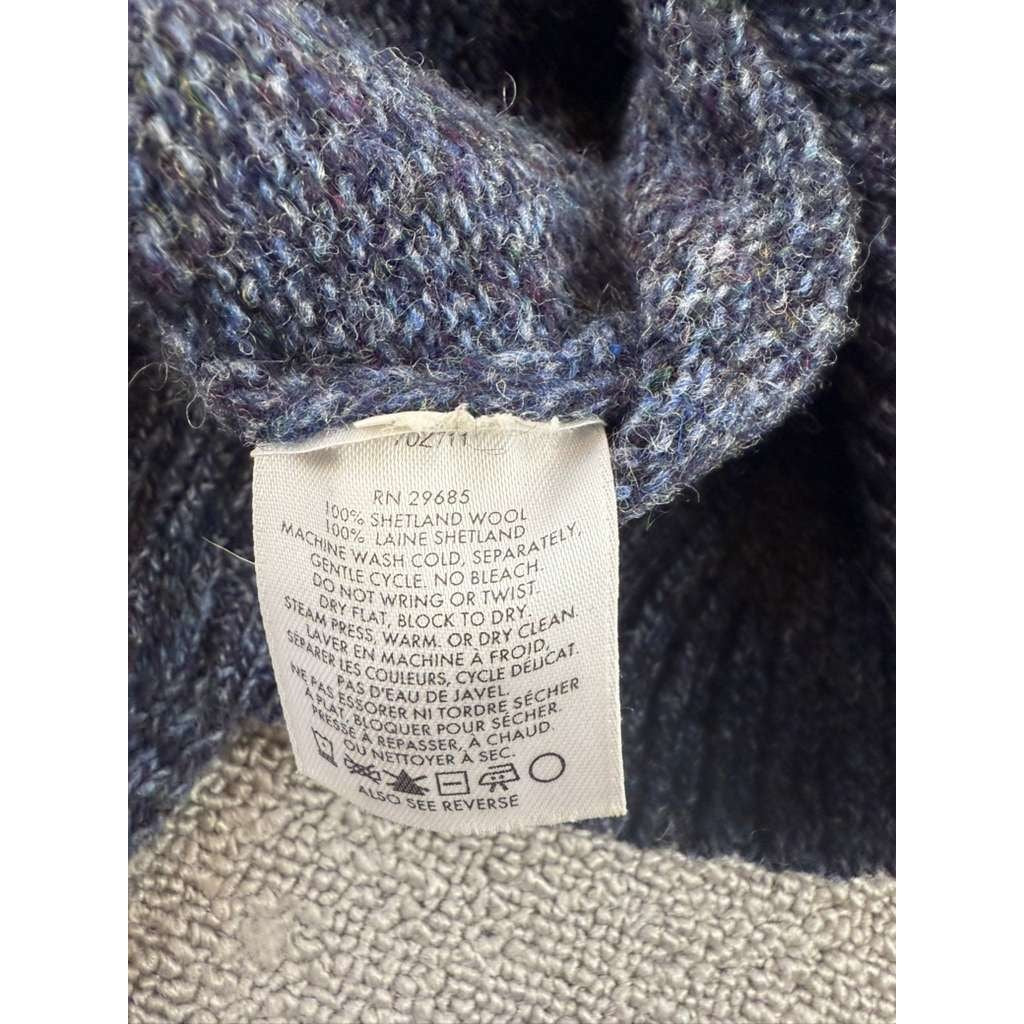 RN 29685
100% SHETLAND WOOL
100% LAINE SHETLAND
MACHINE WASH COLD, SEPARATELY,
GENTLE CYCLE. NO BLEACH.
DO NOT WRING OR TWIST.
DRY FLAT, BLOCK TO DRY.
STEAM PRESS, WARM. OR DRY CLEAN.
LAVER EN MACHINE À FROID,
SÉPARER LES COULEURS, CYCLE DÉLICAT.
PAS D'EAU DE JAVEL.
NE PAS ESSORER NI TORDRE SÉCHER
À PLAT, BLOQUER POUR SÉCHER.
PRESSE À REPASSER, À CHAUD.
OU NETTOYER À SEC.
ALSO SEE REVERSE